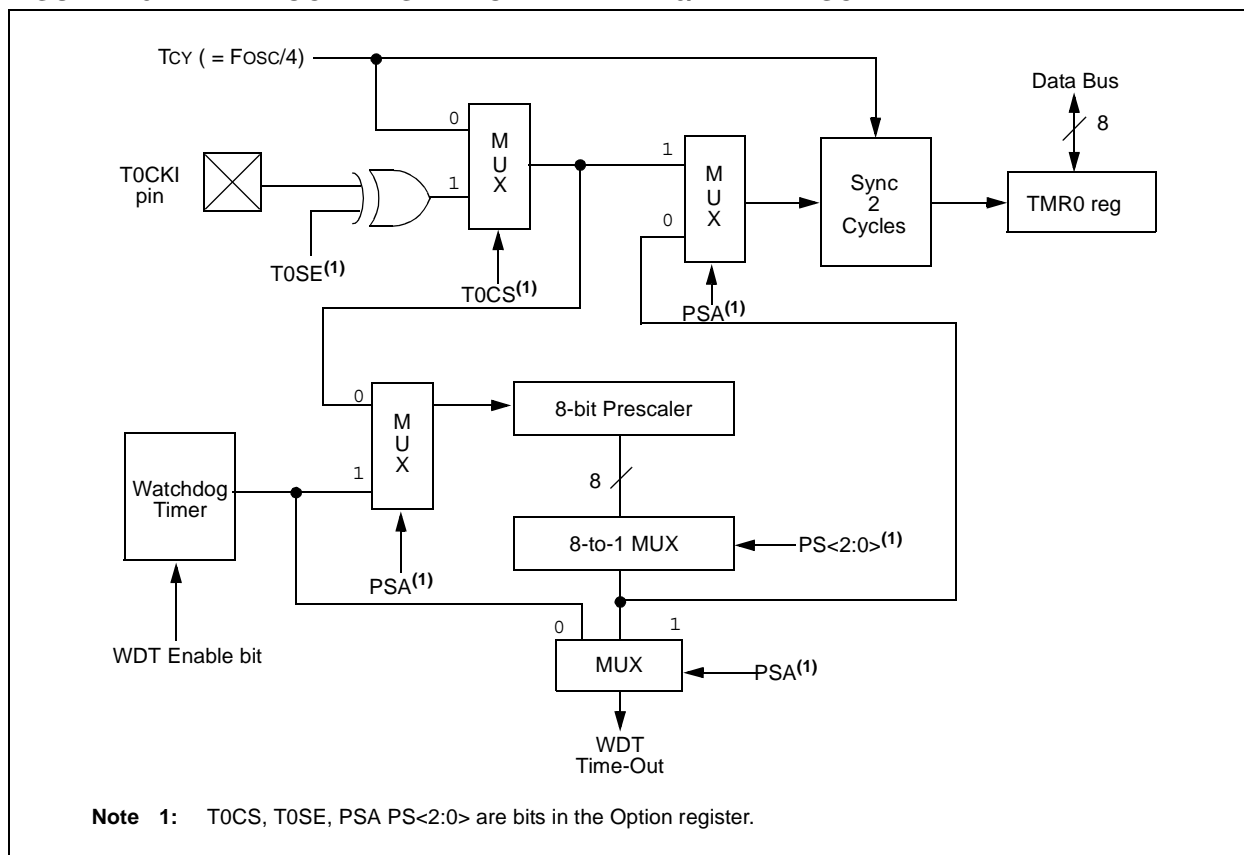 TCY ( = FOSC/4)
Data Bus
8
0
M
U
X
1
T0CKI
pin
T0SE(1)
T0CS(1)
1
M
U
X
0
PSA(1)
Sync
2
Cycles
TMR0 reg
0
M
U
X
1
8-bit Prescaler
8
Watchdog
Timer
PSA(1)
8-to-1 MUX
PS<2:0>(1)
WDT Enable bit
0
1
MUX
PSA(1)
WDT
Time-Out
Note 1: T0CS, T0SE, PSA PS<2:0> are bits in the Option register.